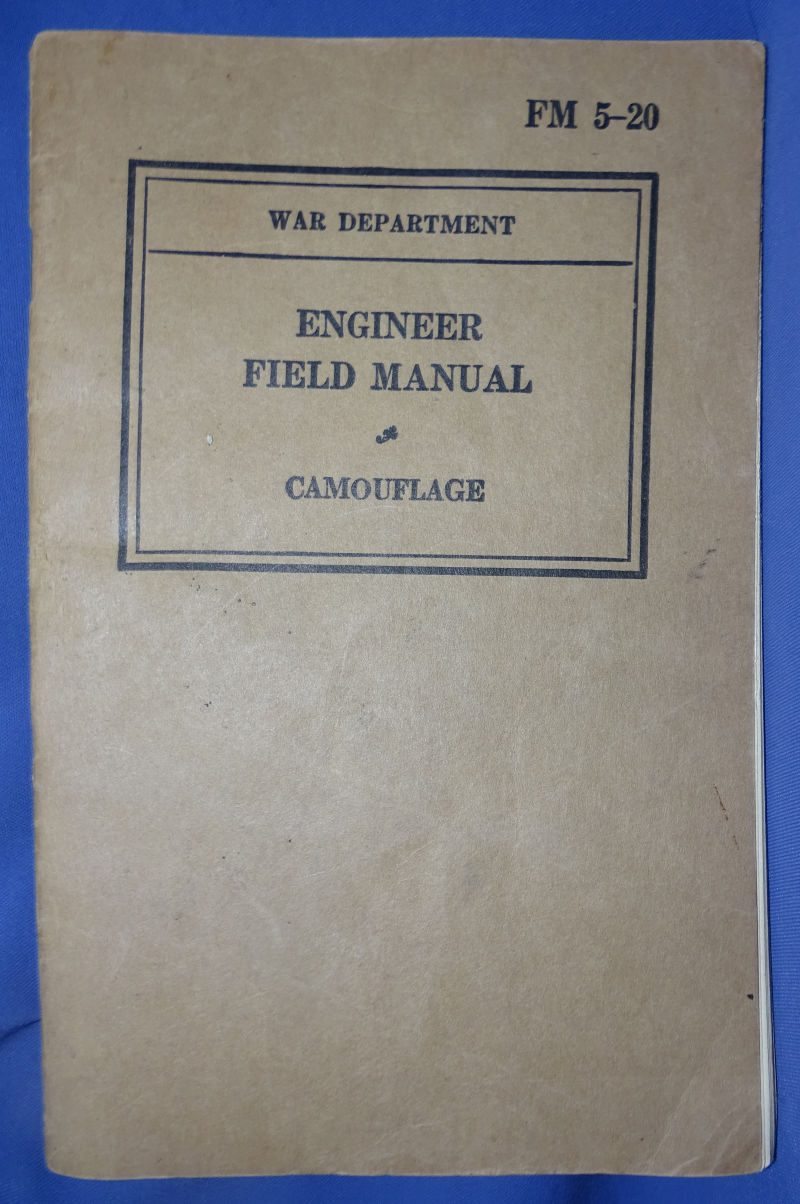 FM 5–20
WAR DEPARTMENT
ENGINEER
FIELD MANUAL
CAMOUFLAGE